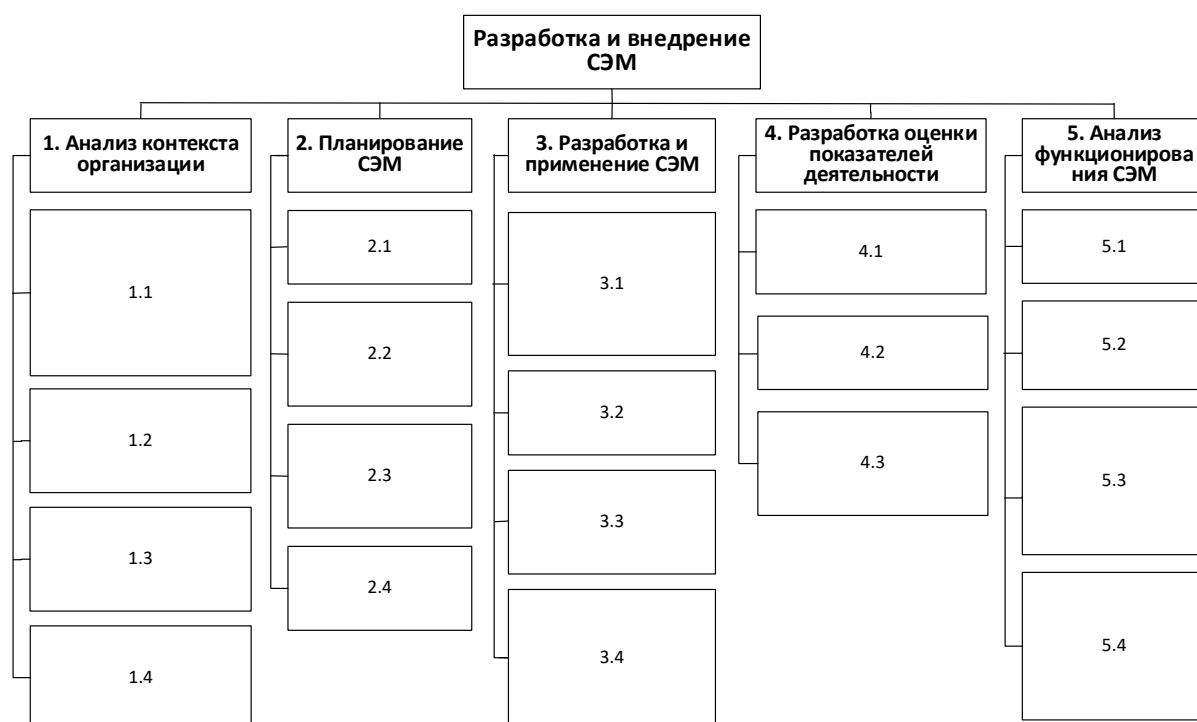 Разработка и внедрение
СЭМ
1. Анализ контекста
организации
1.1
1.2
1.3
1.4
2. Планирование
СЭМ
2.1
2.2
2.3
2.4
3. Разработка и
применение СЭМ
3.1
3.2
3.3
3.4
4. Разработка оценки
показателей
деятельности
4.1
4.2
4.3
5. Анализ
функционирова
ния СЭМ
5.1
5.2
5.3
5.4